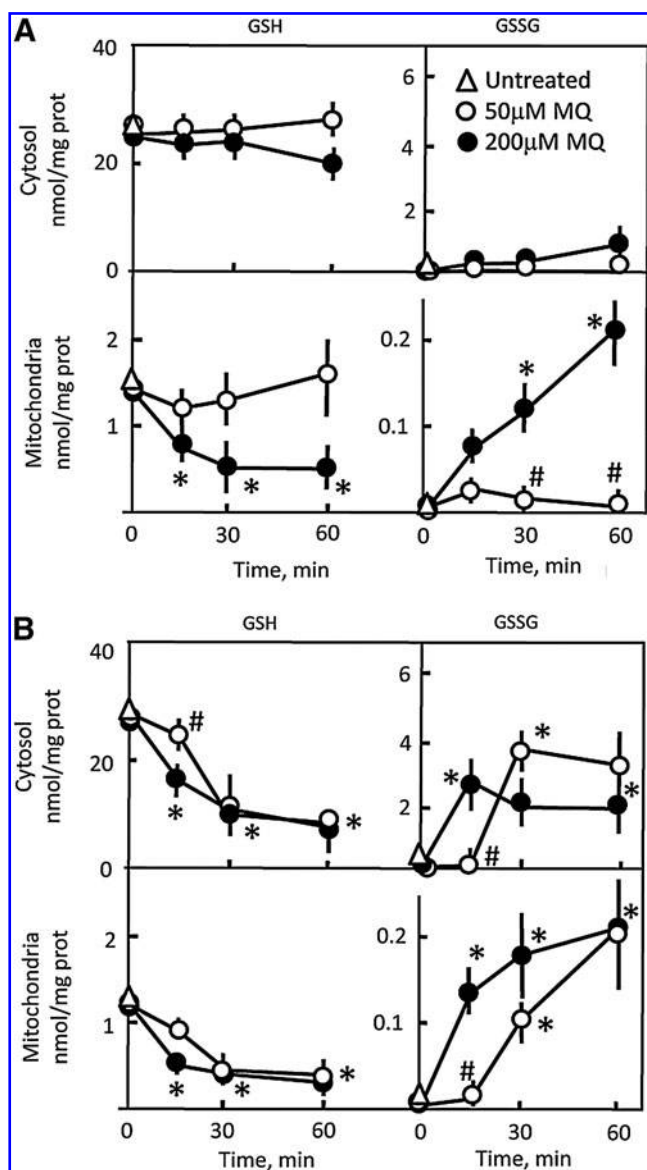 A
GSH
GSSG
40
20
0
Cytosol
nmol/mg prot
6
4
2
Untreated
50μM MQ
200μM MQ
2
1
Mitochondria
nmol/mg prot
* * *
0.2
0.1
* *
# #
0 30 60
0 30 60
Time, min
Time, min
B
GSH
GSSG
40
20
0
Cytosol
nmol/mg prot
#
* * *
6
4
2
* * *
#
2
1
Mitochondria
nmol/mg prot
* * *
0.2
0.1
* * *
# *
0 30 60
0 30 60
Time, min
Time, min